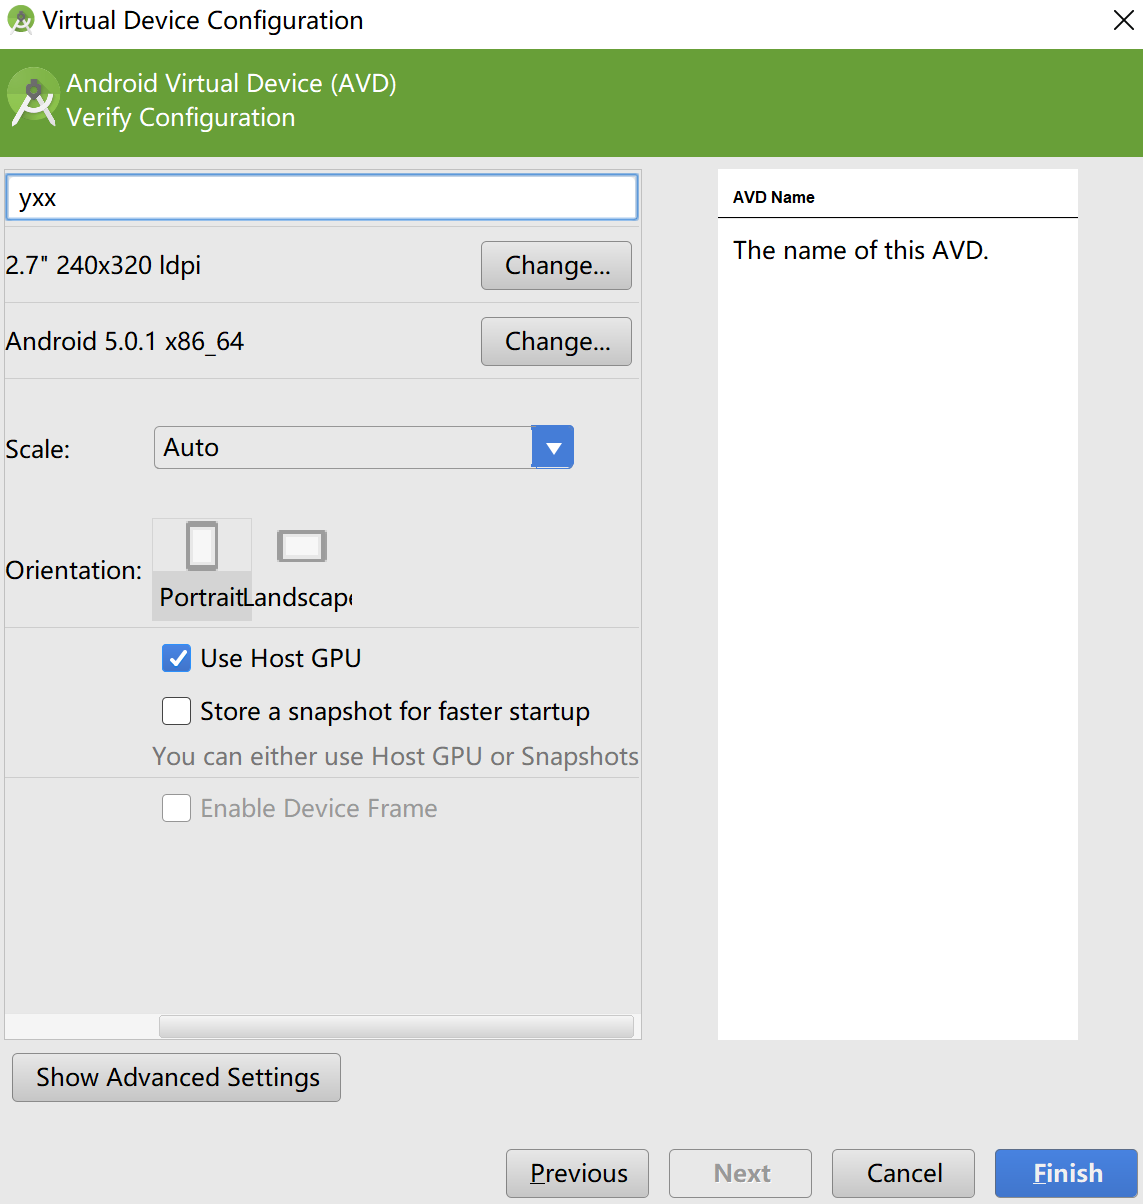 Virtual Device Configuration
Android Virtual Device (AVD)
Verify Configuration
yxx
2.7" 240x320 ldpi
Change...
Android 5.0.1 x86_64
Change...
Scale:
Auto
Orientation:
Portrait
Landscape
Use Host GPU
Store a snapshot for faster startup
You can either use Host GPU or Snapshots
Enable Device Frame
Show Advanced Settings
AVD Name
The name of this AVD.
Previous
Next
Cancel
Finish